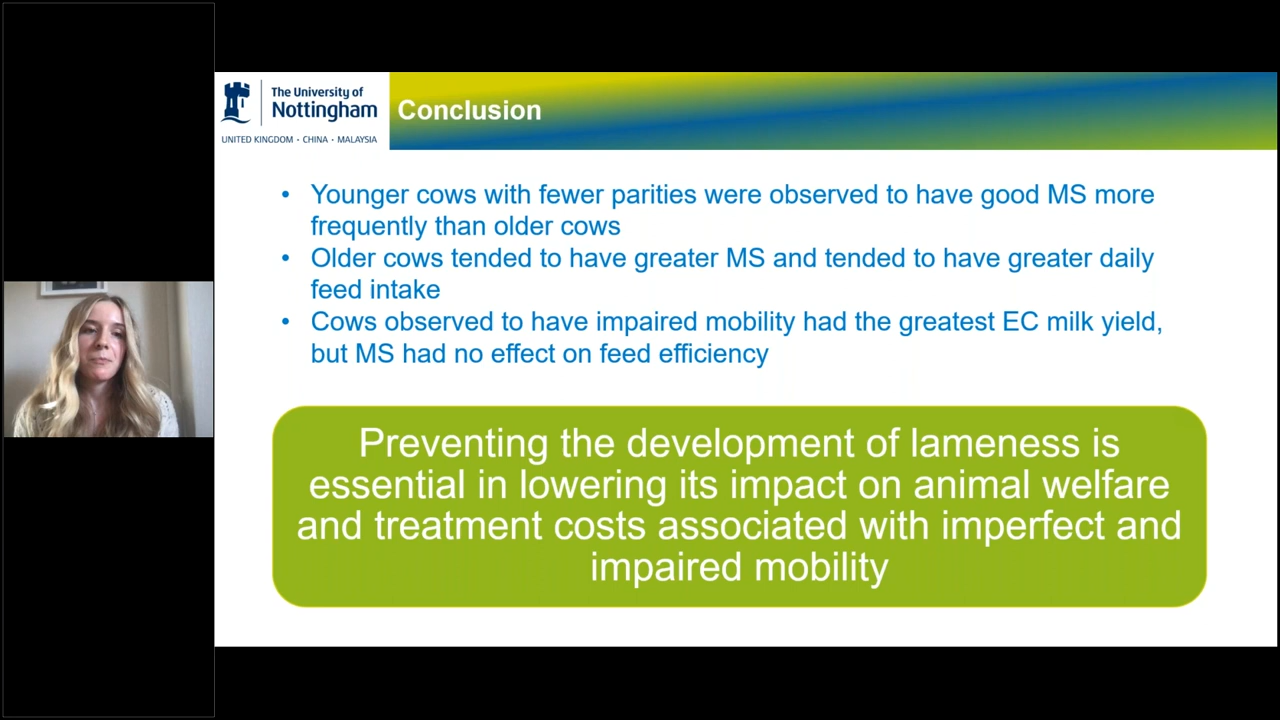 The University of
Nottingham
UNITED KINGDOM · CHINA · MALAYSIA
Conclusion
• Younger cows with fewer parities were observed to have good MS more
frequently than older cows
• Older cows tended to have greater MS and tended to have greater daily
feed intake
• Cows observed to have impaired mobility had the greatest EC milk yield,
but MS had no effect on feed efficiency
Preventing the development of lameness is
essential in lowering its impact on animal welfare
and treatment costs associated with imperfect and
impaired mobility